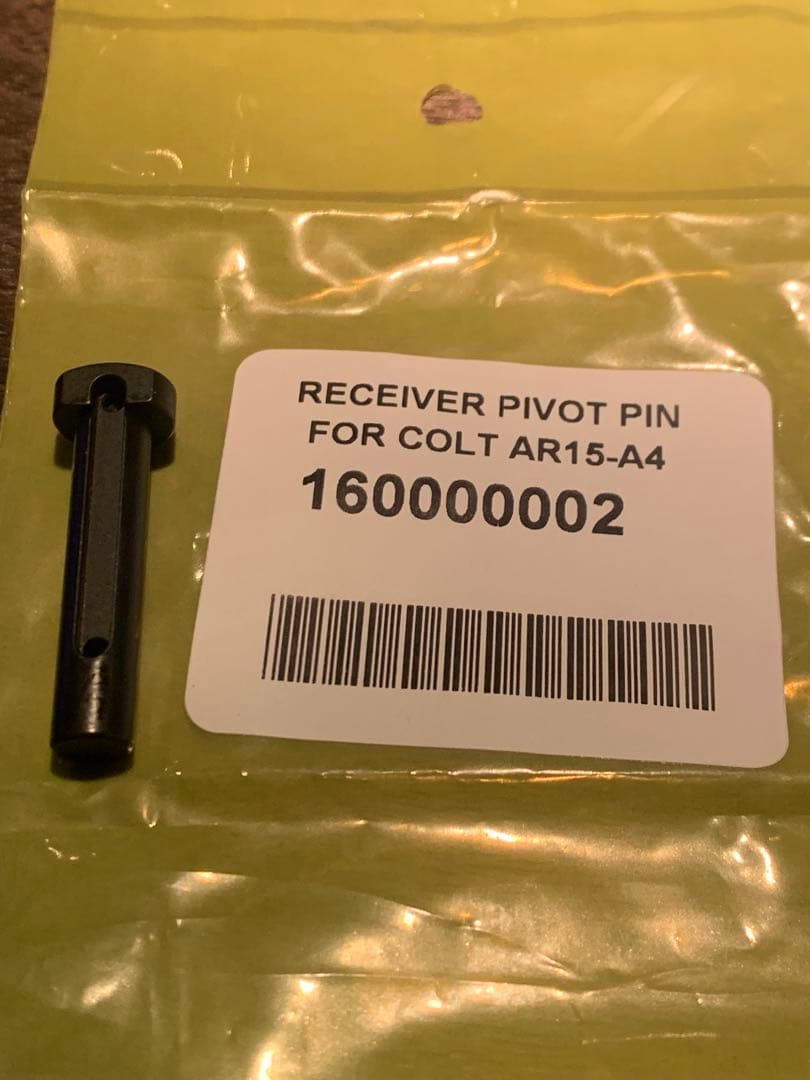 RECEIVER PIVOT PIN
FOR COLT AR15-A4
160000002